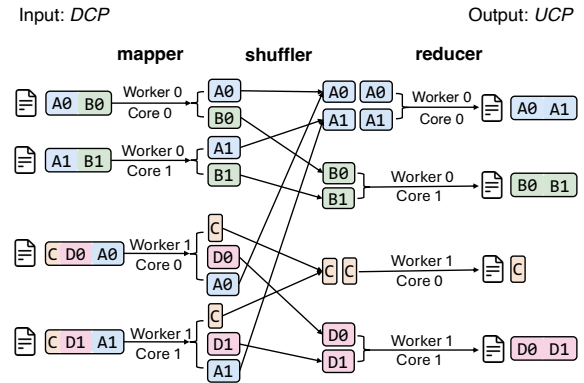 Input: DCP
Output: UCP
mapper
shuffler
reducer
A0 B0
Worker 0
Core 0
A0
B0
A0 A0
A1 A1
Worker 0
Core 0
A0 A1
A1 B1
Worker 0
Core 1
A1
B1
B0
B1
Worker 0
Core 1
B0 B1
C D0 A0
Worker 1
Core 0
C
D0
A0
C C
Worker 1
Core 0
C
C D1 A1
Worker 1
Core 1
C
D1
A1
D0
D1
Worker 1
Core 1
D0 D1